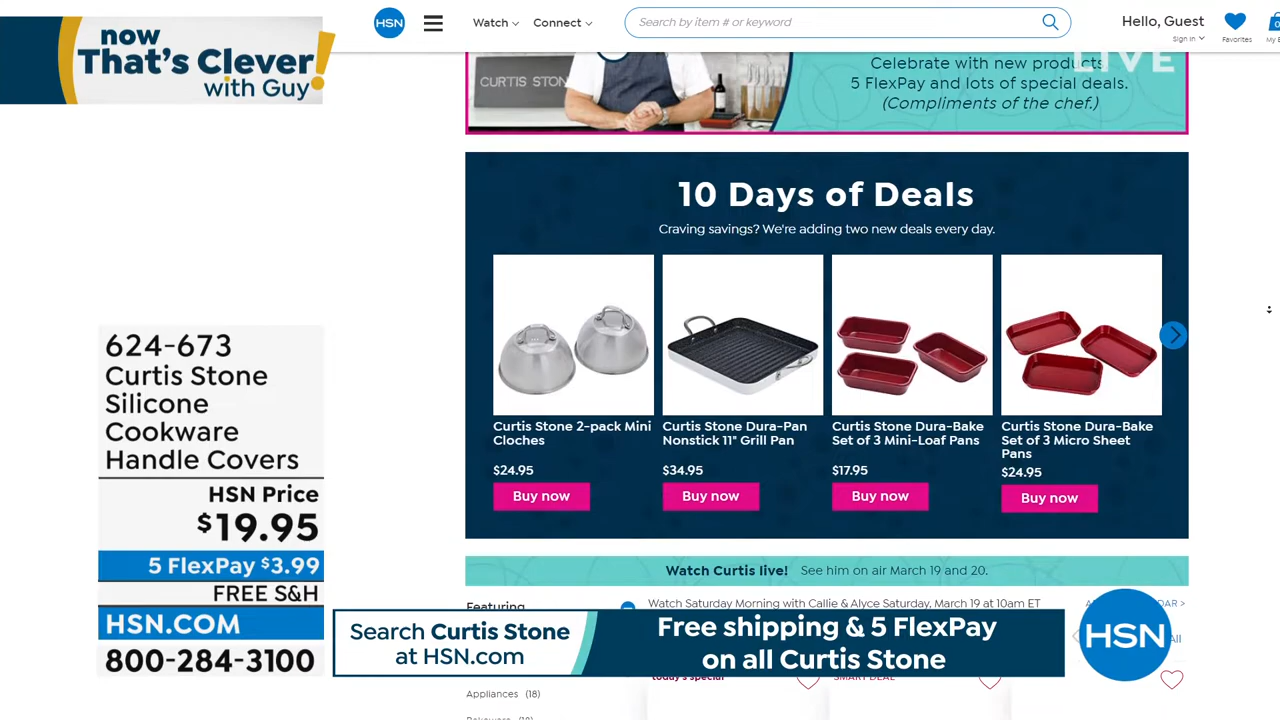 now
That's Clever!
with Guy
HSN
Watch
Connect
Search by item # or keyword
Hello, Guest
Sign In
Favorites
LIVE
CURTIS STON
Celebrate with new products,
5 FlexPay and lots of special deals.
(Compliments of the chef.)
10 Days of Deals
Craving savings? We're adding two new deals every day.
Curtis Stone 2-pack Mini
Cloches
$24.95
Buy now
Curtis Stone Dura-Pan
Nonstick 11" Grill Pan
$34.95
Buy now
Curtis Stone Dura-Bake
Set of 3 Mini-Loaf Pans
$17.95
Buy now
Curtis Stone Dura-Bake
Set of 3 Micro Sheet
Pans
$24.95
Buy now
624-673
Curtis Stone
Silicone
Cookware
Handle Covers
HSN Price
$19.95
5 FlexPay $3.99
FREE S&H
HSN.COM
800-284-3100
Watch Curtis live! See him on air March 19 and 20.
Featuring
Watch Saturday Morning with Callie & Alyce Saturday, March 19 at 10am ET
Search Curtis Stone
at HSN.com
Free shipping & 5 FlexPay
on all Curtis Stone
HSN
All
today's special
SMART DEAL
Appliances (18)